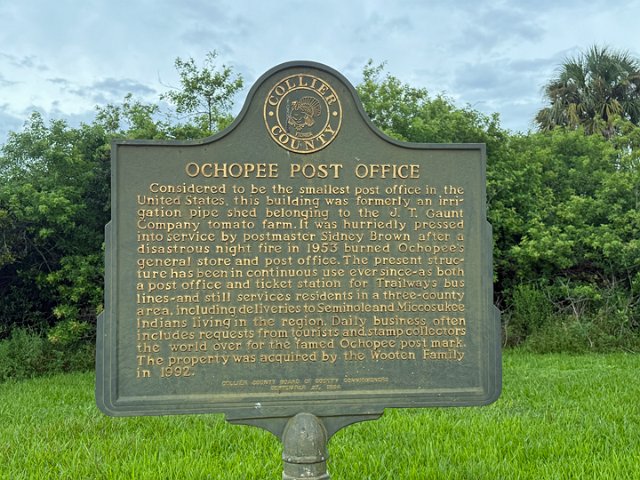 COLLIER
COUNTY
OCHOPEE POST OFFICE
Considered to be the smallest post office in the
United States, this building was formerly an irri-
gation pipe shed belonging to the J. T. Gaunt
Company tomato farm. It was hurriedly pressed
into service by postmaster Sidney Brown after a
disastrous night fire in 1953 burned Ochopee's
general store and post office. The present struc-
ture has been in continuous use ever since-as both
a post office and ticket station for Trailways bus
lines-and still services residents in a three-county
area, including deliveries to Seminole and Miccosukee
Indians living in the region. Daily business often
includes requests from tourists and stamp collectors
the world over for the famed Ochopee post mark.
The property was acquired by the Wooten Family
in 1992.
COLLIER COUNTY BOARD OF COUNTY COMMISSIONERS
SEPTEMBER